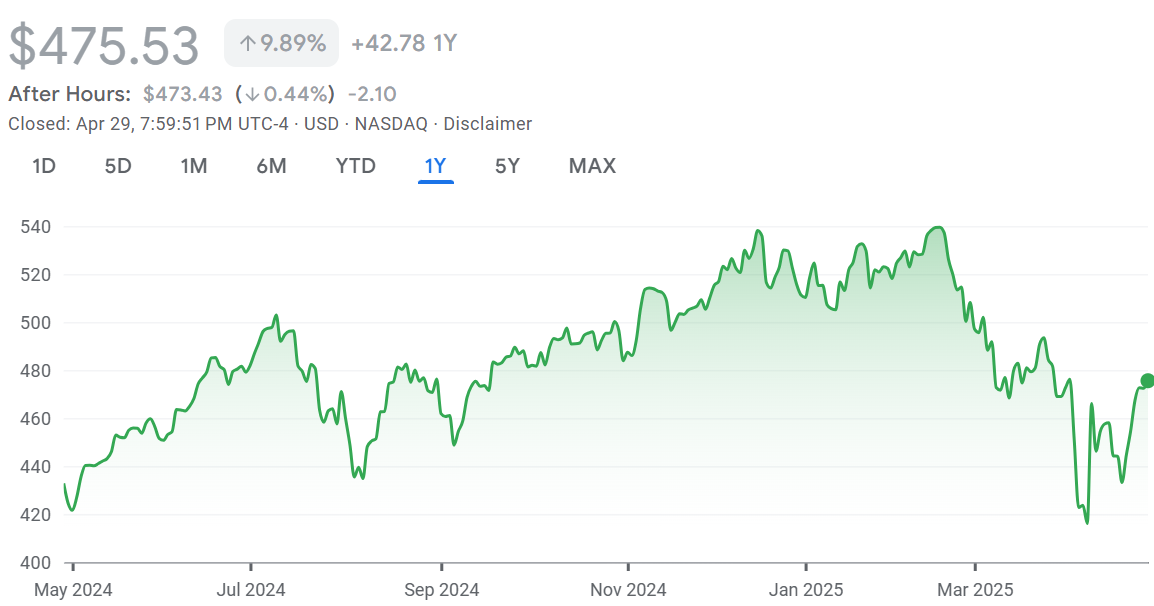 $475.53 ↑9.89% +42.78 1Y
After Hours: $473.43 (↓0.44%) -2.10
Closed: Apr 29, 7:59:51 PM UTC-4 · USD · NASDAQ · Disclaimer
1D 5D 1M 6M YTD 1Y 5Y MAX
540
520
500
480
460
440
420
400
May 2024 Jul 2024 Sep 2024 Nov 2024 Jan 2025 Mar 2025